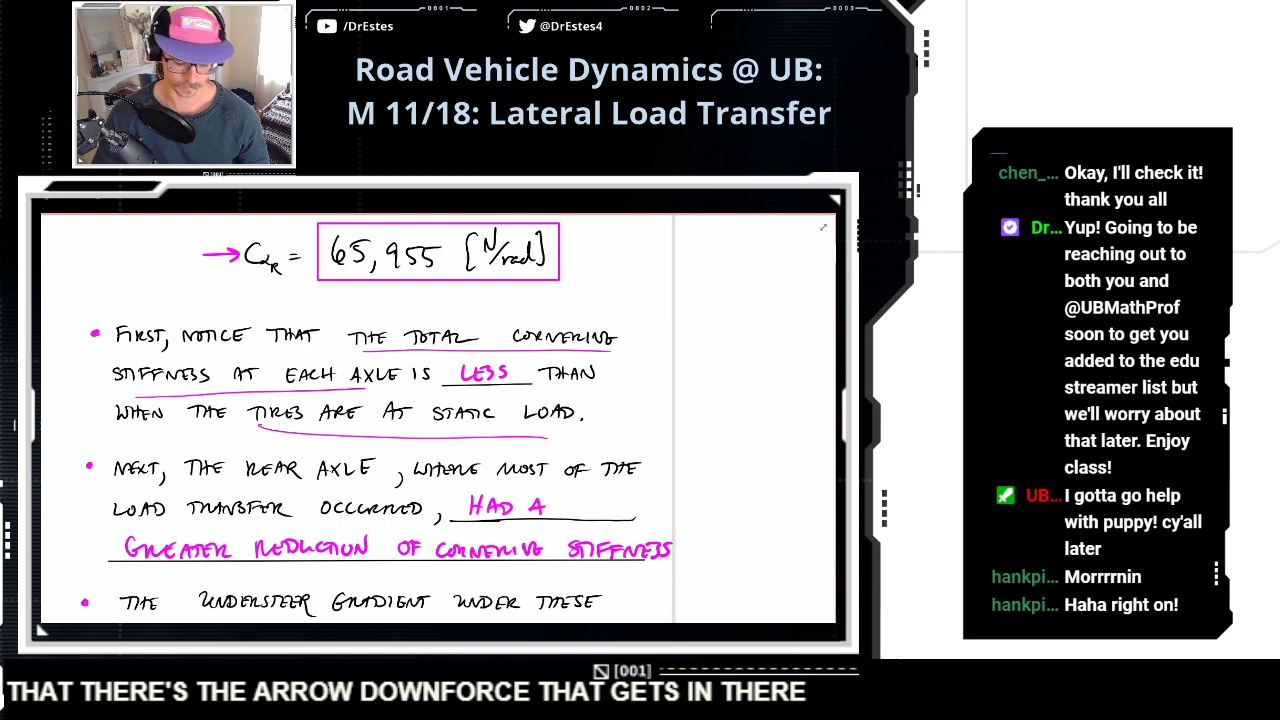 0001
0002
0003
/DrEstes
@DrEstes4
Road Vehicle Dynamics @ UB:
M 11/18: Lateral Load Transfer
[001]
→ CαR = 65,955 [N/rad]
• FIRST, NOTICE THAT THE TOTAL CORNERING
STIFFNESS AT EACH AXLE IS LESS THAN
WHEN THE TIRES ARE AT STATIC LOAD.
• NEXT, THE REAR AXLE, WHERE MOST OF THE
LOAD TRANSFER OCCURRED, HAD A
GREATER REDUCTION OF CORNERING STIFFNESS
• THE UNDERSTEER GRADIENT UNDER THESE
chen_... Okay, I'll check it!
thank you all
Dr... Yup! Going to be
reaching out to
both you and
@UBMathProf
soon to get you
added to the edu
streamer list but
we'll worry about
that later. Enjoy
class!
UB... I gotta go help
with puppy! cy'all
later
hankpi... Morrrrnin
hankpi... Haha right on!
[001]
THAT THERE'S THE ARROW DOWNFORCE THAT GETS IN THERE